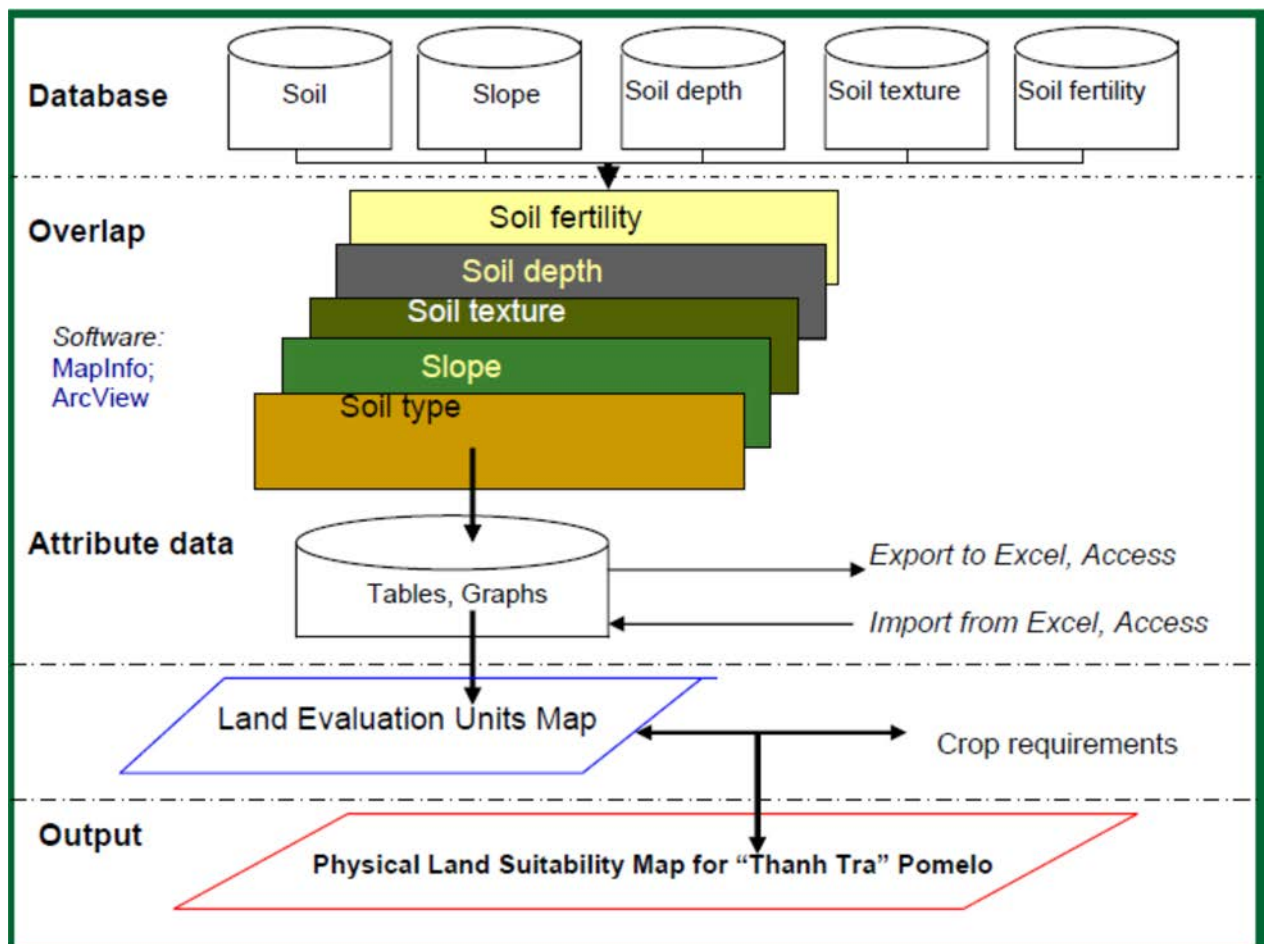 Database
Soil
Slope
Soil depth
Soil texture
Soil fertility
Overlap
Software:
MapInfo;
ArcView
Soil fertility
Soil depth
Soil texture
Slope
Soil type
Attribute data
Tables, Graphs
Export to Excel, Access
Import from Excel, Access
Land Evaluation Units Map
Crop requirements
Output
Physical Land Suitability Map for “Thanh Tra” Pomelo